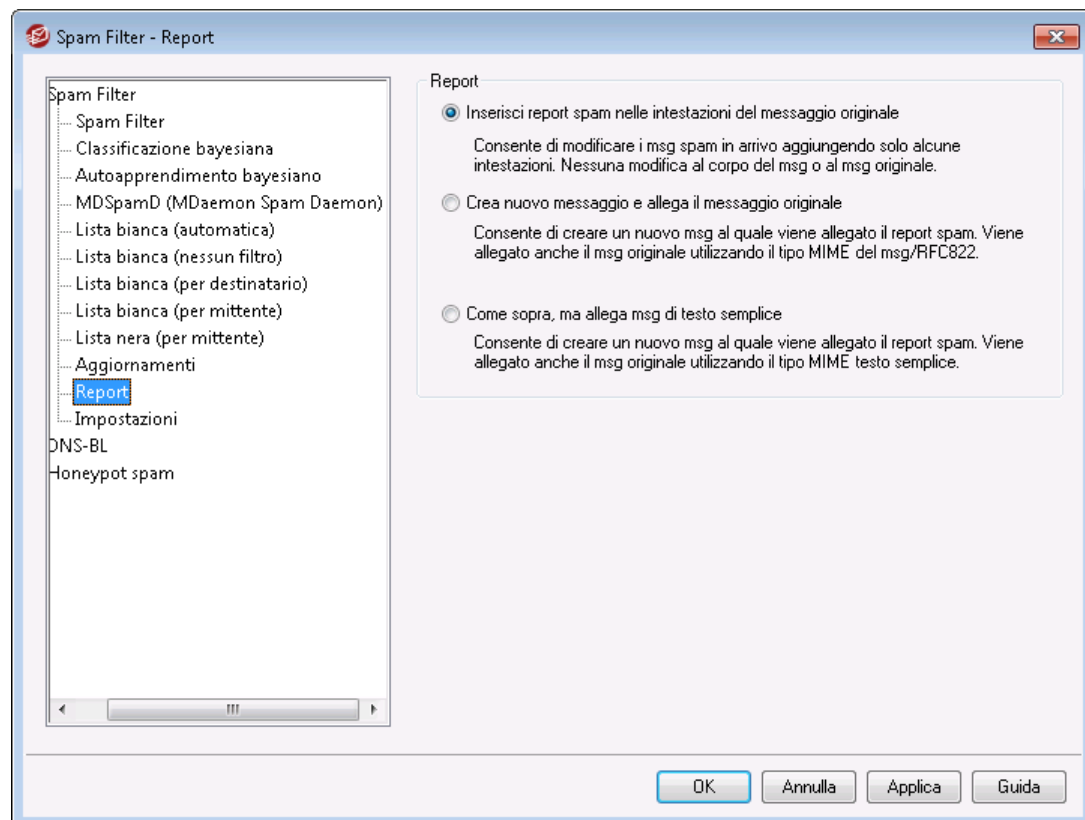 Spam Filter - Report
Spam Filter
Spam Filter
Classificazione bayesiana
Autoapprendimento bayesiano
MDSpamD (MDaemon Spam Daemon)
Lista bianca (automatica)
Lista bianca (nessun filtro)
Lista bianca (per destinatario)
Lista bianca (per mittente)
Lista nera (per mittente)
Aggiornamenti
Report
Impostazioni
DNS-BL
Honeypot spam
Report
Inserisci report spam nelle intestazioni del messaggio originale
Consente di modificare i msg spam in arrivo aggiungendo solo alcune
intestazioni. Nessuna modifica al corpo del msg o al msg originale.
Crea nuovo messaggio e allega il messaggio originale
Consente di creare un nuovo msg al quale viene allegato il report spam. Viene
allegato anche il msg originale utilizzando il tipo MIME del msg/RFC822.
Come sopra, ma allega msg di testo semplice
Consente di creare un nuovo msg al quale viene allegato il report spam. Viene
allegato anche il msg originale utilizzando il tipo MIME testo semplice.
OK
Annulla
Applica
Guida